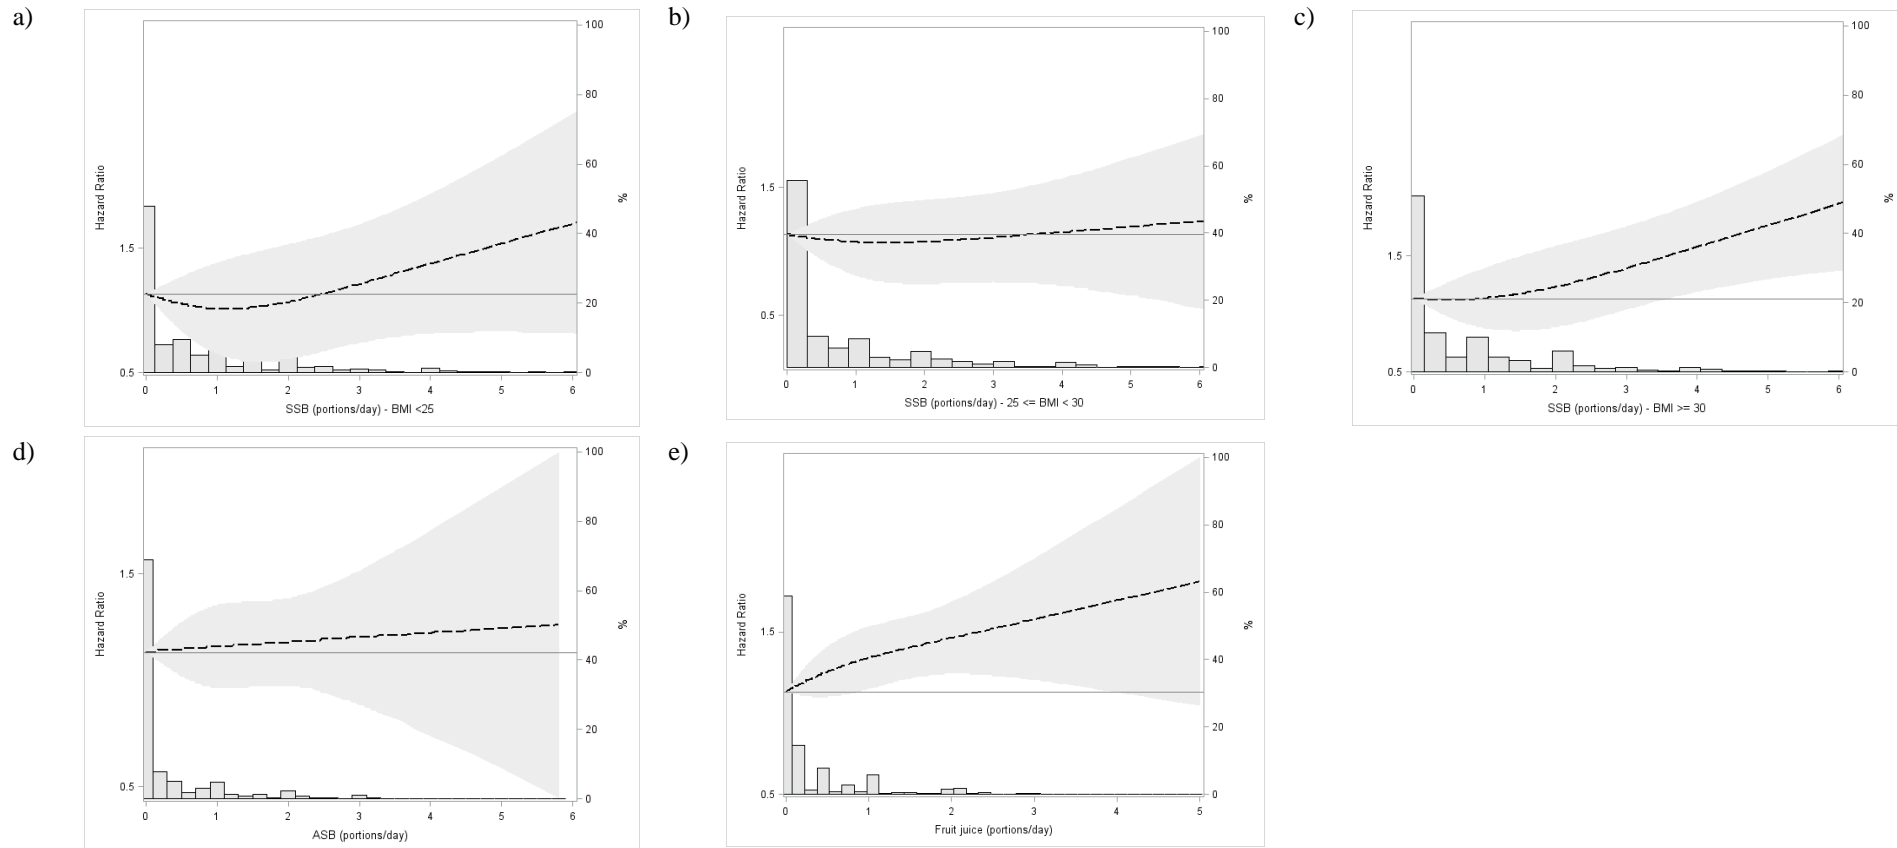 a)
100
80
60
40
20
0
%
Hazard Ratio
1.5
0.5
0 1 2 3 4 5 6
SSB (portions/day) - BMI <25
b)
100
80
60
40
20
0
%
Hazard Ratio
1.5
0.5
0 1 2 3 4 5 6
SSB (portions/day) - 25 <= BMI < 30
c)
100
80
60
40
20
0
%
Hazard Ratio
1.5
0.5
0 1 2 3 4 5 6
SSB (portions/day) - BMI >= 30
d)
100
80
60
40
20
0
%
Hazard Ratio
1.5
0.5
0 1 2 3 4 5 6
ASB (portions/day)
e)
100
80
60
40
20
0
%
Hazard Ratio
1.5
0.5
0 1 2 3 4 5
Fruit juice (portions/day)